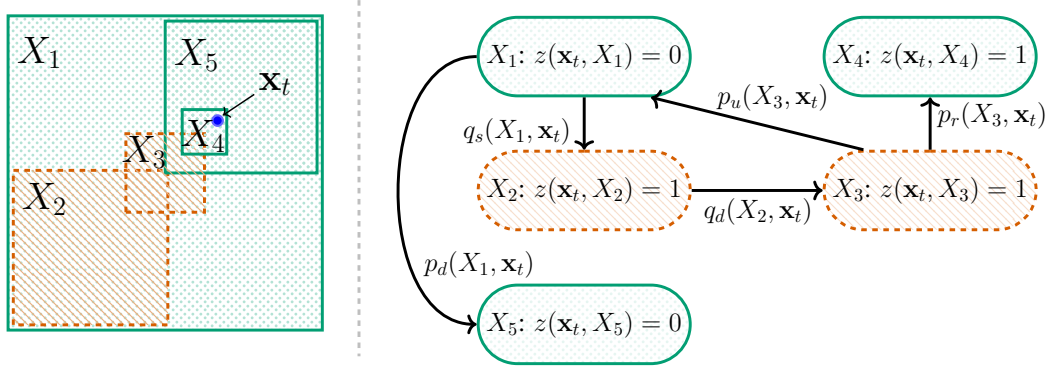 X₁
X₅
𝐱ₜ
X₄
X₃
X₂
X₁: z(𝐱ₜ, X₁) = 0
X₄: z(𝐱ₜ, X₄) = 1
pᵤ(X₃, 𝐱ₜ)
pᵣ(X₃, 𝐱ₜ)
qₛ(X₁, 𝐱ₜ)
X₂: z(𝐱ₜ, X₂) = 1
X₃: z(𝐱ₜ, X₃) = 1
q_d(X₂, 𝐱ₜ)
p_d(X₁, 𝐱ₜ)
X₅: z(𝐱ₜ, X₅) = 0